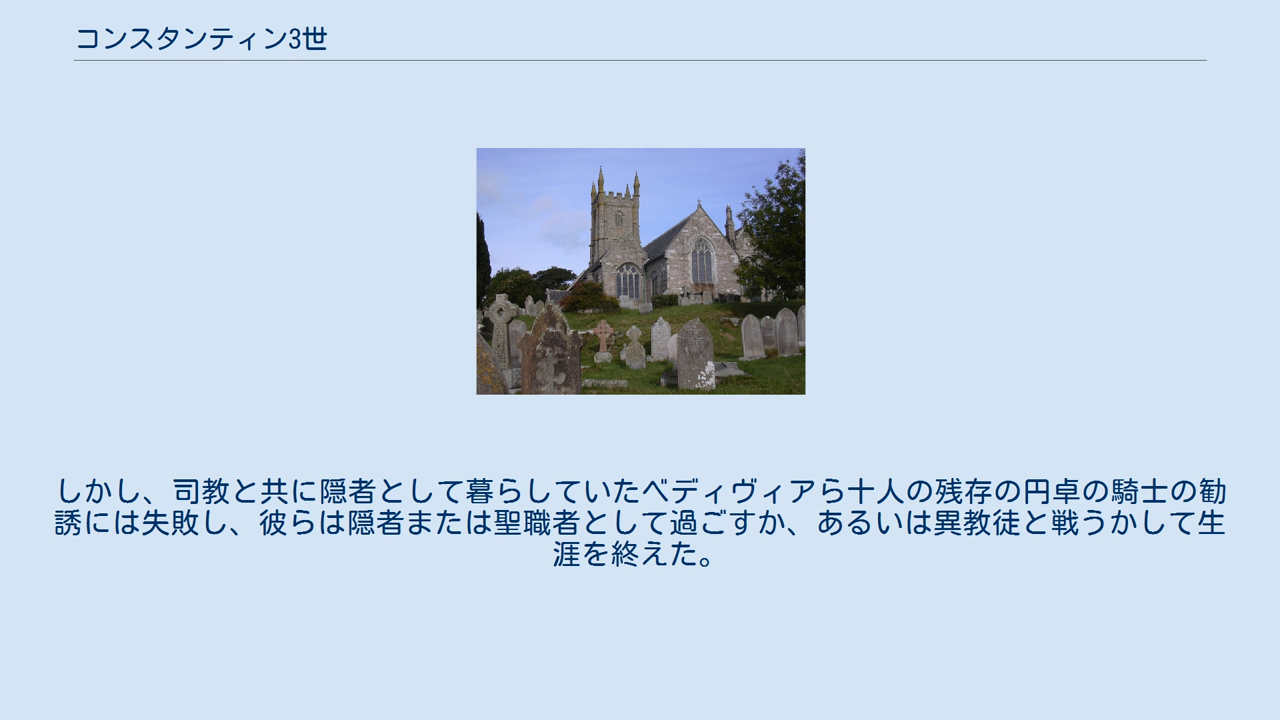 コンスタンティン3世
しかし、司教と共に隠者として暮らしていたベディヴィアら十人の残存の円卓の騎士の勧
誘には失敗し、彼らは隠者または聖職者として過ごすか、あるいは異教徒と戦うかして生
涯を終えた。